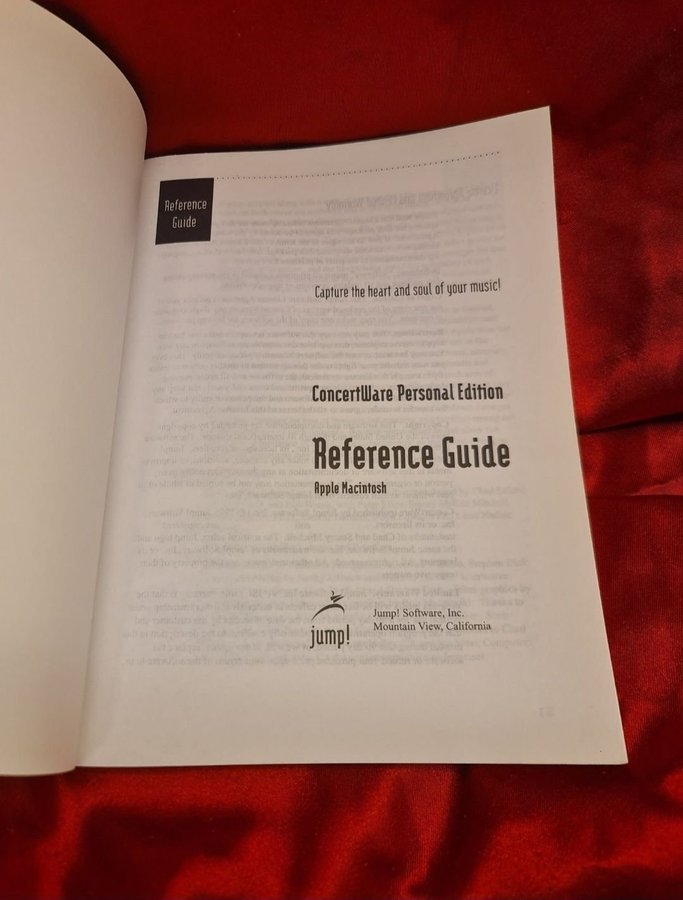 Reference
Guide
Capture the heart and soul of your music!
ConcertWare Personal Edition
Reference Guide
Apple Macintosh
jump!
Jump! Software, Inc.
Mountain View, California